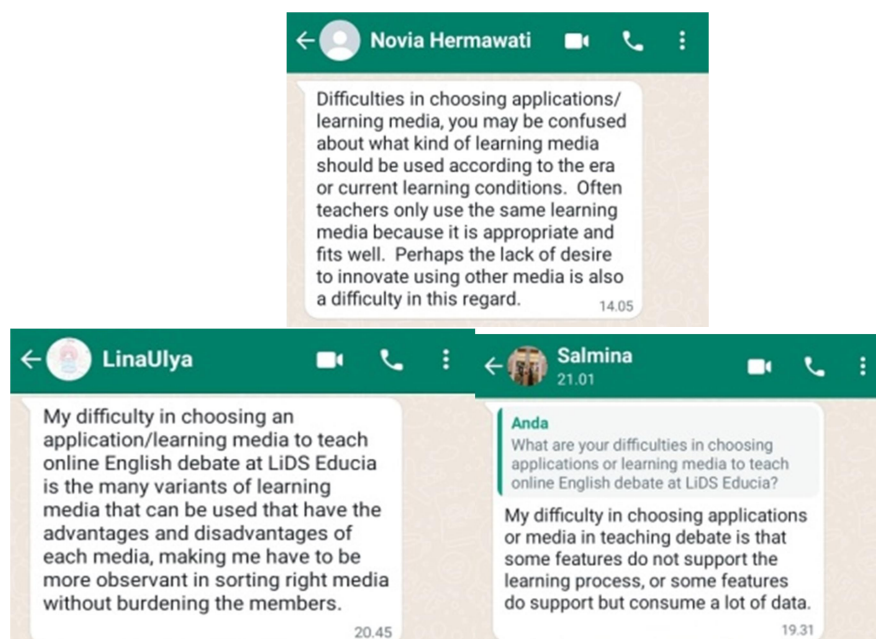 Novia Hermawati
Difficulties in choosing applications/
learning media, you may be confused
about what kind of learning media
should be used according to the era
or current learning conditions.  Often
teachers only use the same learning
media because it is appropriate and
fits well.  Perhaps the lack of desire
to innovate using other media is also
a difficulty in this regard.
14.05
LinaUlya
My difficulty in choosing an
application/learning media to teach
online English debate at LiDS Educia
is the many variants of learning
media that can be used that have the
advantages and disadvantages of
each media, making me have to be
more observant in sorting right media
without burdening the members.
20.45
Salmina
21.01
Anda
What are your difficulties in choosing
applications or learning media to teach
online English debate at LiDS Educia?
My difficulty in choosing applications
or media in teaching debate is that
some features do not support the
learning process, or some features
do support but consume a lot of data.
19.31